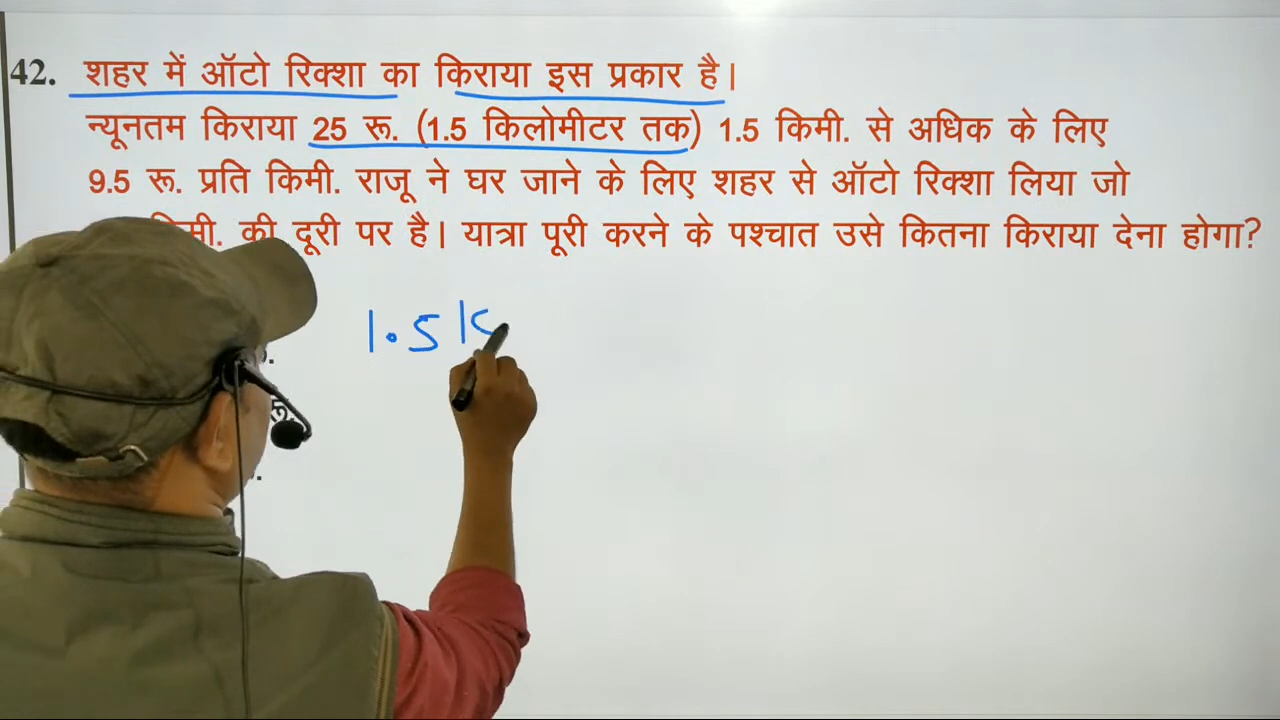 42. शहर में ऑटो रिक्शा का किराया इस प्रकार है।
न्यूनतम किराया 25 रू. (1.5 किलोमीटर तक) 1.5 किमी. से अधिक के लिए
9.5 रू. प्रति किमी. राजू ने घर जाने के लिए शहर से ऑटो रिक्शा लिया जो
की दूरी पर है। यात्रा पूरी करने के पश्चात उसे कितना किराया देना होगा?
1.5 K